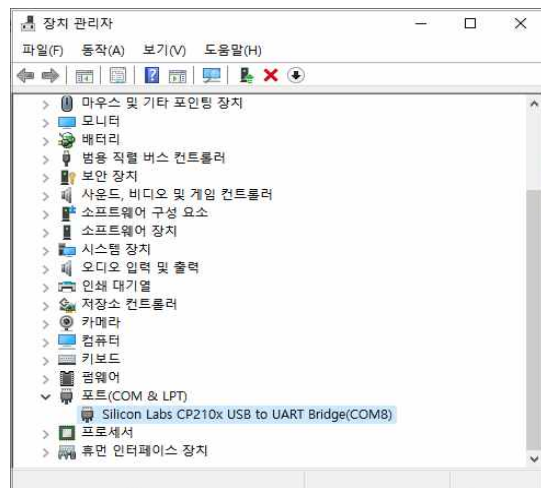 장치 관리자
파일(F) 동작(A) 보기(V) 도움말(H)
마우스 및 기타 포인팅 장치
모니터
배터리
범용 직렬 버스 컨트롤러
보안 장치
사운드, 비디오 및 게임 컨트롤러
소프트웨어 구성 요소
소프트웨어 장치
시스템 장치
오디오 입력 및 출력
인쇄 대기열
저장소 컨트롤러
카메라
컴퓨터
키보드
펌웨어
포트(COM & LPT)
Silicon Labs CP210x USB to UART Bridge(COM8)
프로세서
휴먼 인터페이스 장치